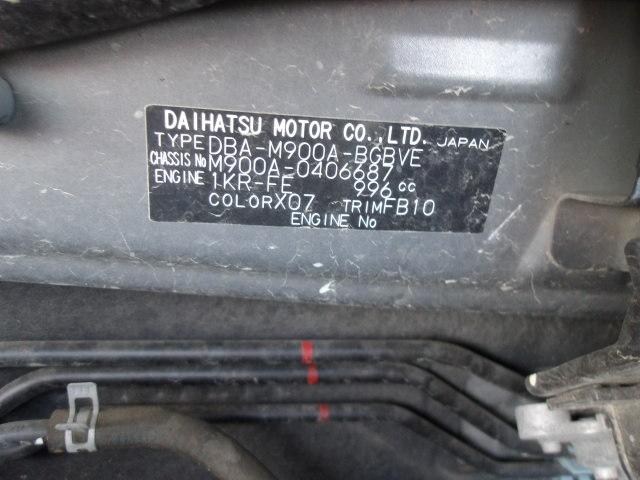 DAIHATSU MOTOR CO., LTD. JAPAN
TYPE DBA-M900A-BGBVE
CHASSIS No M900A-0406687
ENGINE 1KR-FE 996 CC
COLOR X07 TRIM FB10
ENGINE No